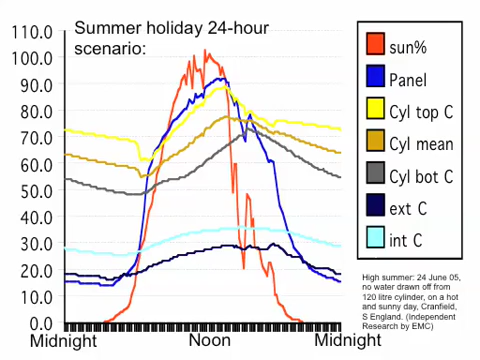 Summer holiday 24-hour
scenario:
110.0
100.0
90.0
80.0
70.0
60.0
50.0
40.0
30.0
20.0
10.0
0.0
Midnight
Noon
Midnight
sun%
Panel
Cyl top C
Cyl mean
Cyl bot C
ext C
int C
High summer: 24 June 05,
no water drawn off from
120 litre cylinder, on a hot
and sunny day, Cranfield,
S England. (Independent
Research by EMC)